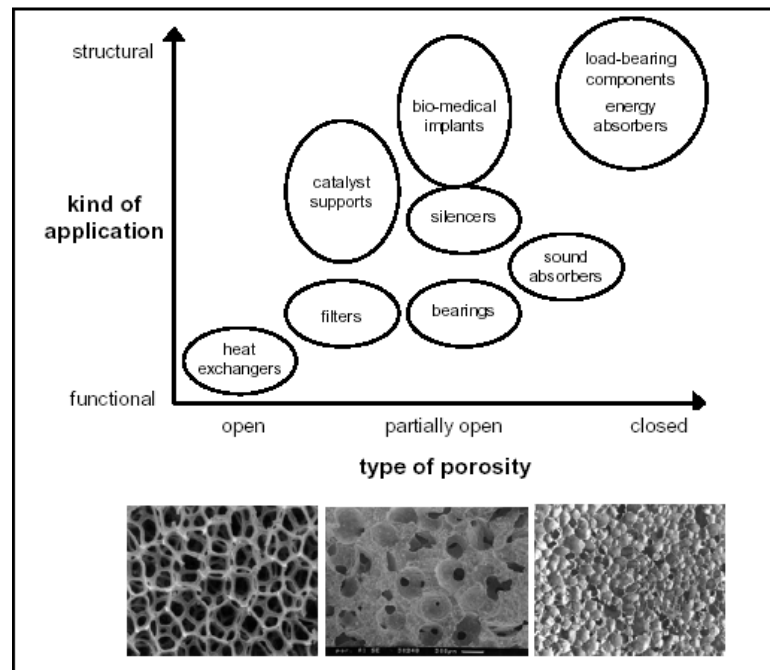 structural
load-bearing
components
energy
absorbers
bio-medical
implants
catalyst
supports
kind of
application
silencers
sound
absorbers
filters
bearings
heat
exchangers
functional
open
partially open
closed
type of porosity